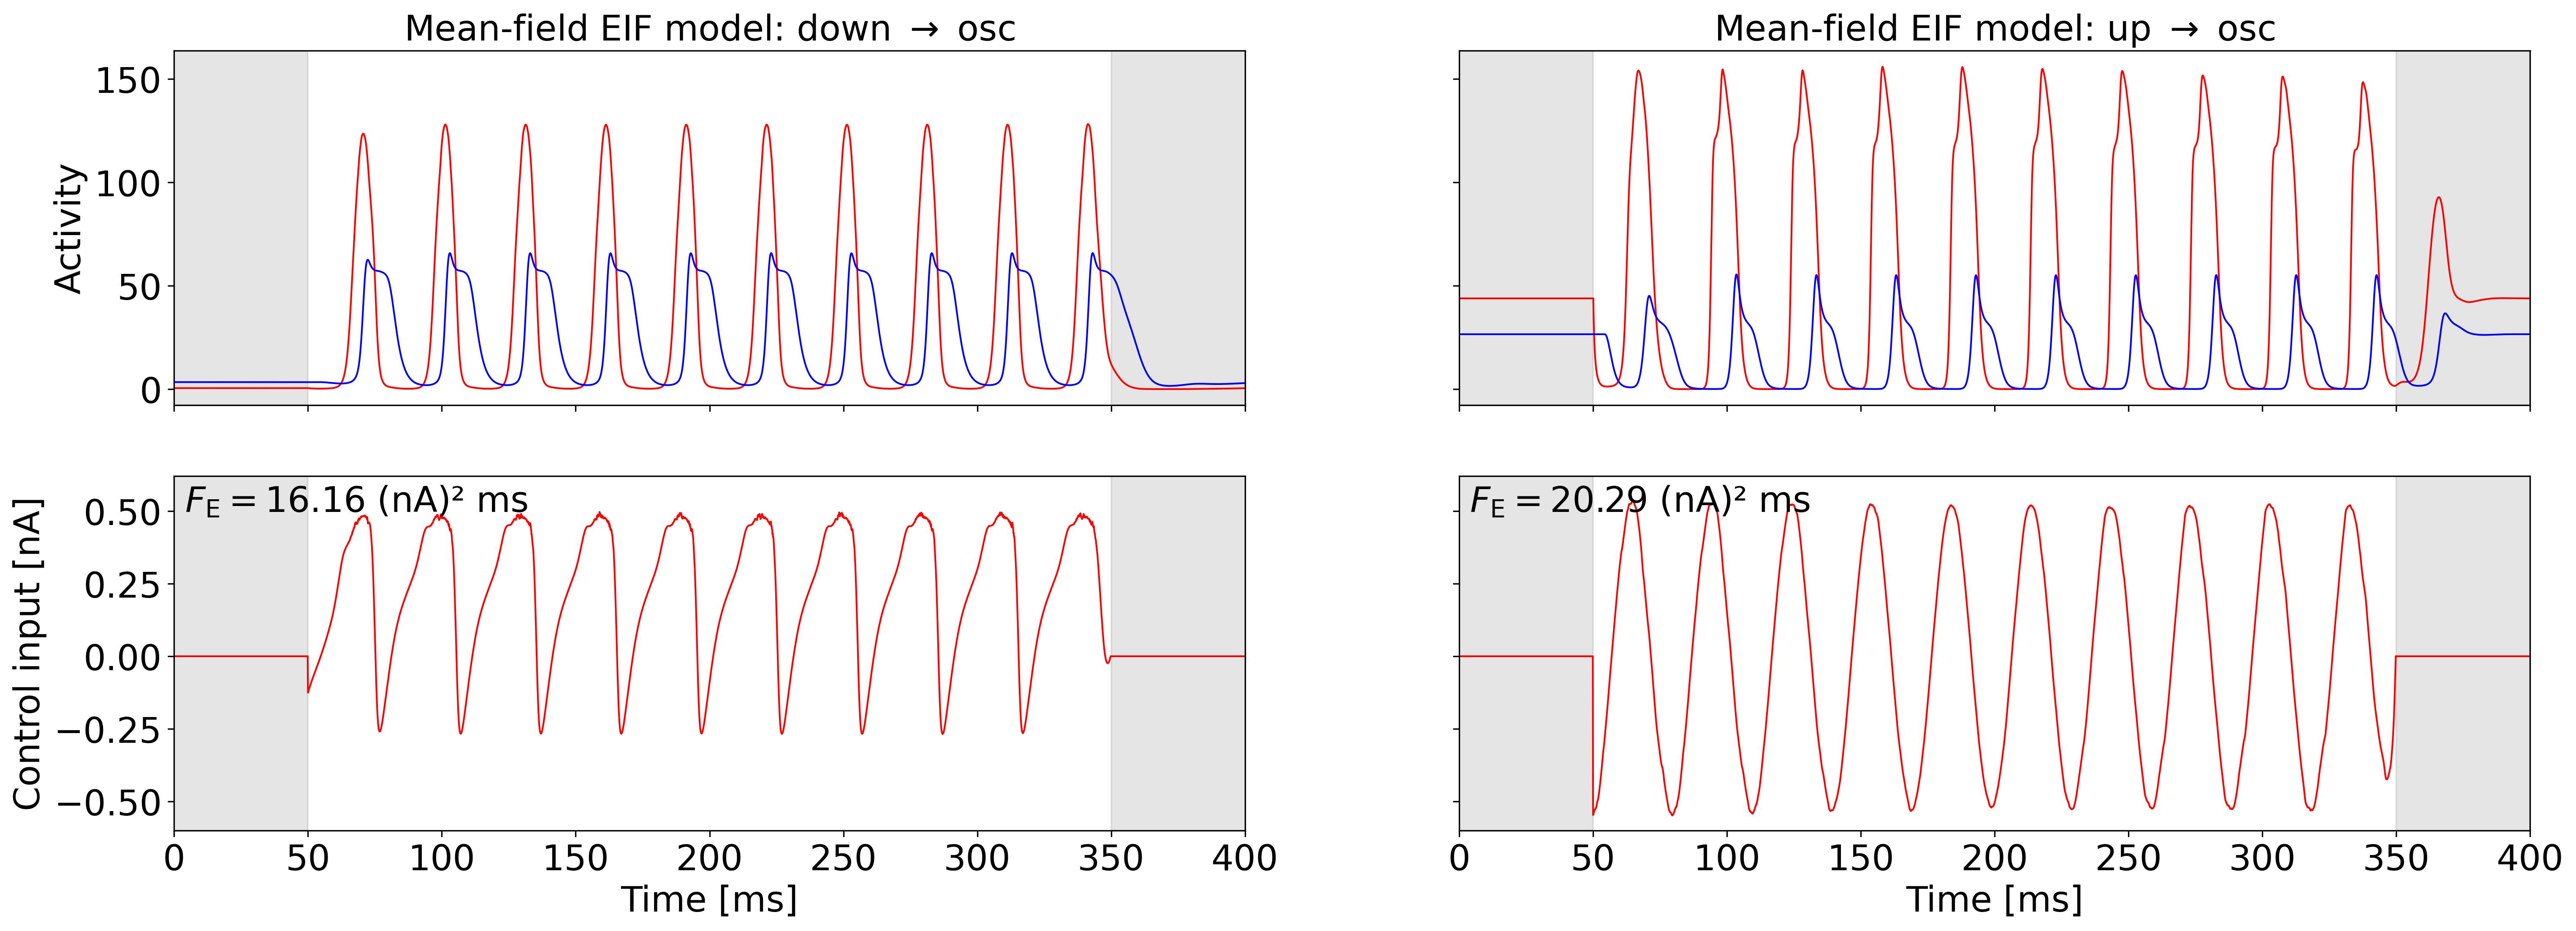 Mean-field EIF model: down → osc
Mean-field EIF model: up → osc
Activity
150
100
50
0
Control input [nA]
0.50
0.25
0.00
−0.25
−0.50
F_E = 16.16 (nA)² ms
F_E = 20.29 (nA)² ms
0 50 100 150 200 250 300 350 400
0 50 100 150 200 250 300 350 400
Time [ms]
Time [ms]